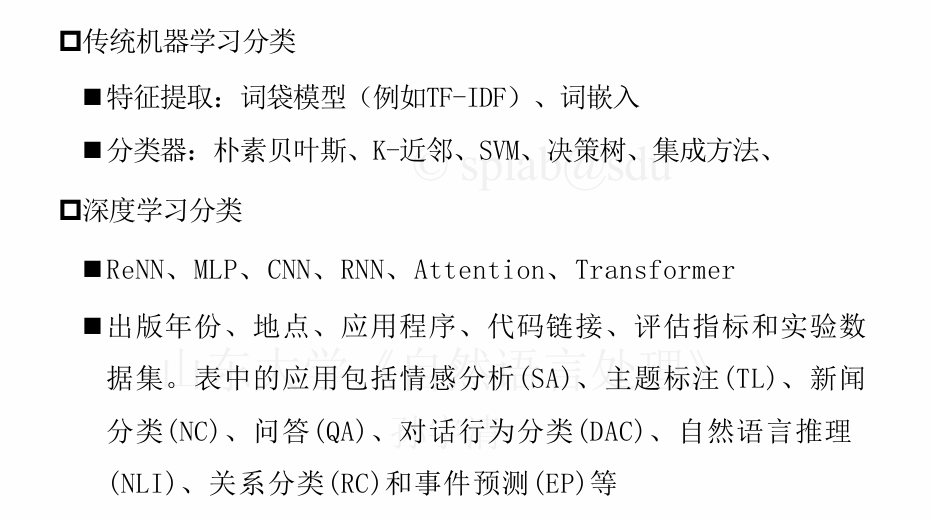 传统机器学习分类
特征提取：词袋模型（例如TF-IDF）、词嵌入
分类器：朴素贝叶斯、K-近邻、SVM、决策树、集成方法、
© splab@sdu
深度学习分类
ReNN、MLP、CNN、RNN、Attention、Transformer
出版年份、地点、应用程序、代码链接、评估指标和实验数
山东大学《自然语言处理》
据集。表中的应用包括情感分析(SA)、主题标注(TL)、新闻
分类(NC)、问答(QA)、对话行为分类(DAC)、自然语言推理
(NLI)、关系分类(RC)和事件预测(EP)等